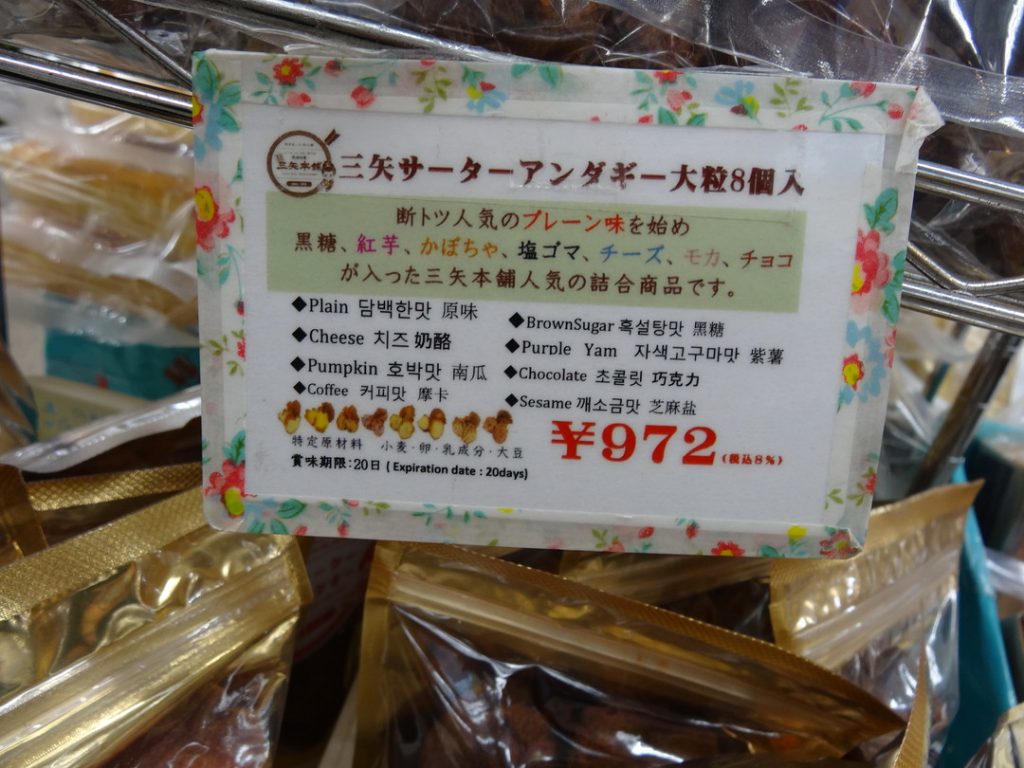 三矢本舗
三矢サーターアンダギー大粒8個入
断トツ人気のプレーン味を始め
黒糖、紅芋、かぼちゃ、塩ゴマ、チーズ、モカ、チョコ
が入った三矢本舗人気の詰合商品です。
◆Plain 담백한맛 原味
◆Cheese 치즈 奶酪
◆Pumpkin 호박맛 南瓜
◆Coffee 커피맛 摩卡
◆BrownSugar 흑설탕맛 黑糖
◆Purple Yam 자색고구마맛 紫薯
◆Chocolate 초콜릿 巧克力
◆Sesame 깨소금맛 芝麻盐
特定原材料 小麦・卵・乳成分・大豆
賞味期限:20日 ( Expiration date : 20days)
¥972(税込8%)